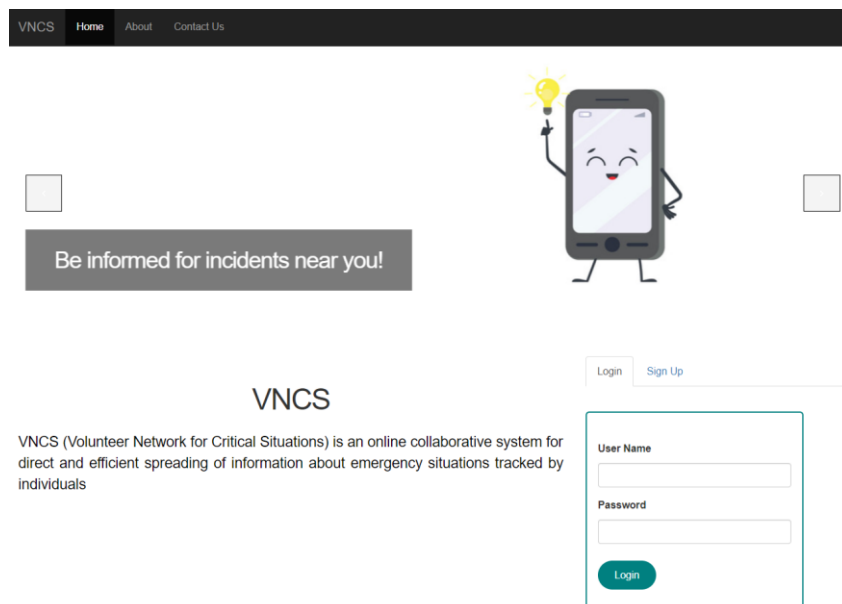 VNCS Home About Contact Us
Be informed for incidents near you!
Login Sign Up
VNCS
VNCS (Volunteer Network for Critical Situations) is an online collaborative system for
direct and efficient spreading of information about emergency situations tracked by
individuals
User Name
Password
Login